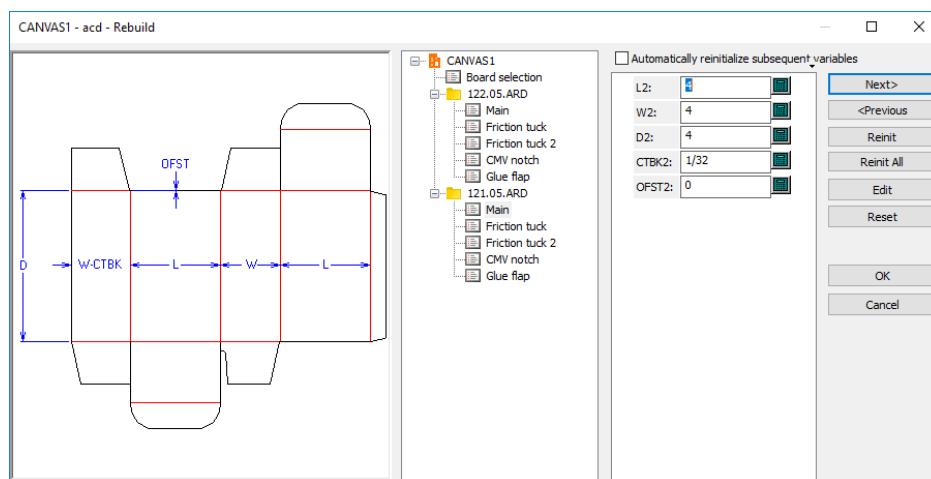 CANVAS1 - acd - Rebuild
OFST
D
W-CTBK
L
W
L
CANVAS1
Board selection
122.05.ARD
Main
Friction tuck
Friction tuck 2
CMV notch
Glue flap
121.05.ARD
Main
Friction tuck
Friction tuck 2
CMV notch
Glue flap
Automatically reinitialize subsequent variables
L2: 4
W2: 4
D2: 4
CTBK2: 1/32
OFST2: 0
Next>
<Previous
Reinit
Reinit All
Edit
Reset
OK
Cancel